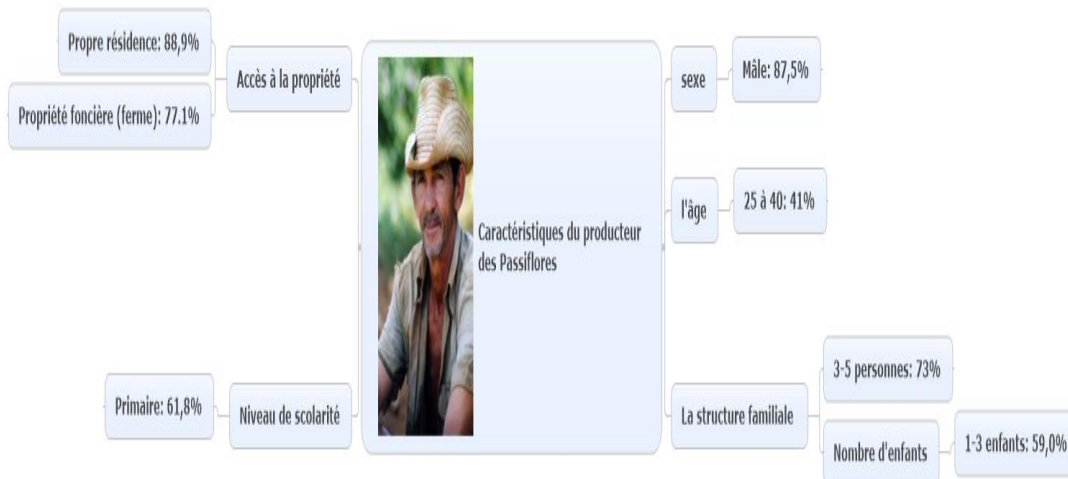 Propre résidence: 88,9%
Propriété foncière (ferme): 77.1%
Accès à la propriété
Primaire: 61,8%
Niveau de scolarité
Caractéristiques du producteur
des Passiflores
sexe
Mâle: 87,5%
l'âge
25 à 40: 41%
La structure familiale
3-5 personnes: 73%
Nombre d'enfants
1-3 enfants: 59,0%